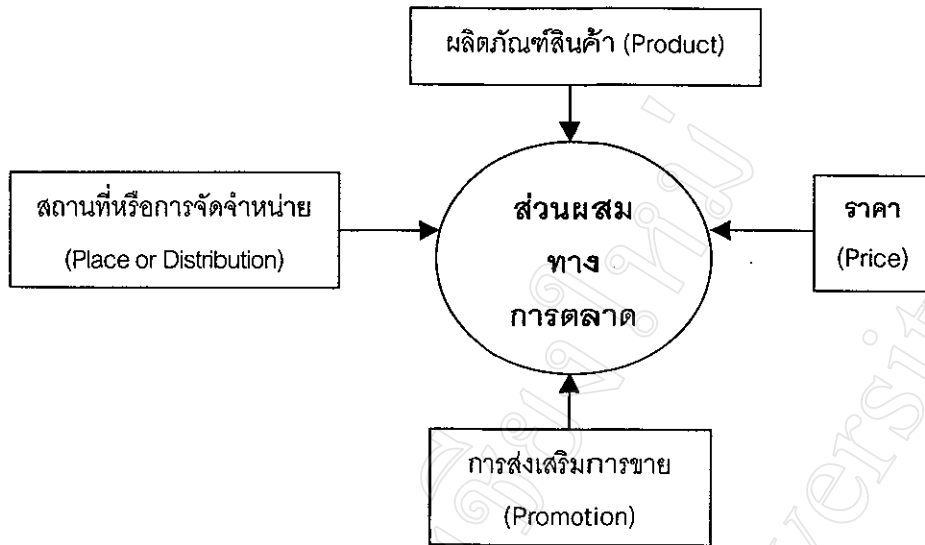 ผลิตภัณฑ์สินค้า (Product)
สถานที่หรือการจัดจำหน่าย
(Place or Distribution)
ส่วนผสม
ทาง
การตลาด
ราคา
(Price)
การส่งเสริมการขาย
(Promotion)